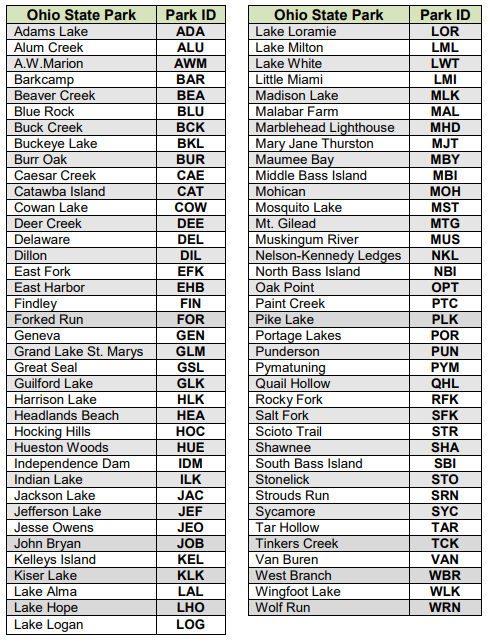 Ohio State Park Park ID
Adams Lake ADA
Alum Creek ALU
A.W.Marion AWM
Barkcamp BAR
Beaver Creek BEA
Blue Rock BLU
Buck Creek BCK
Buckeye Lake BKL
Burr Oak BUR
Caesar Creek CAE
Catawba Island CAT
Cowan Lake COW
Deer Creek DEE
Delaware DEL
Dillon DIL
East Fork EFK
East Harbor EHB
Findley FIN
Forked Run FOR
Geneva GEN
Grand Lake St. Marys GLM
Great Seal GSL
Guilford Lake GLK
Harrison Lake HLK
Headlands Beach HEA
Hocking Hills HOC
Hueston Woods HUE
Independence Dam IDM
Indian Lake ILK
Jackson Lake JAC
Jefferson Lake JEF
Jesse Owens JEO
John Bryan JOB
Kelleys Island KEL
Kiser Lake KLK
Lake Alma LAL
Lake Hope LHO
Lake Logan LOG
Ohio State Park Park ID
Lake Loramie LOR
Lake Milton LML
Lake White LWT
Little Miami LMI
Madison Lake MLK
Malabar Farm MAL
Marblehead Lighthouse MHD
Mary Jane Thurston MJT
Maumee Bay MBY
Middle Bass Island MBI
Mohican MOH
Mosquito Lake MST
Mt. Gilead MTG
Muskingum River MUS
Nelson-Kennedy Ledges NKL
North Bass Island NBI
Oak Point OPT
Paint Creek PTC
Pike Lake PLK
Portage Lakes POR
Punderson PUN
Pymatuning PYM
Quail Hollow QHL
Rocky Fork RFK
Salt Fork SFK
Scioto Trail STR
Shawnee SHA
South Bass Island SBI
Stonelick STO
Strouds Run SRN
Sycamore SYC
Tar Hollow TAR
Tinkers Creek TCK
Van Buren VAN
West Branch WBR
Wingfoot Lake WLK
Wolf Run WRN